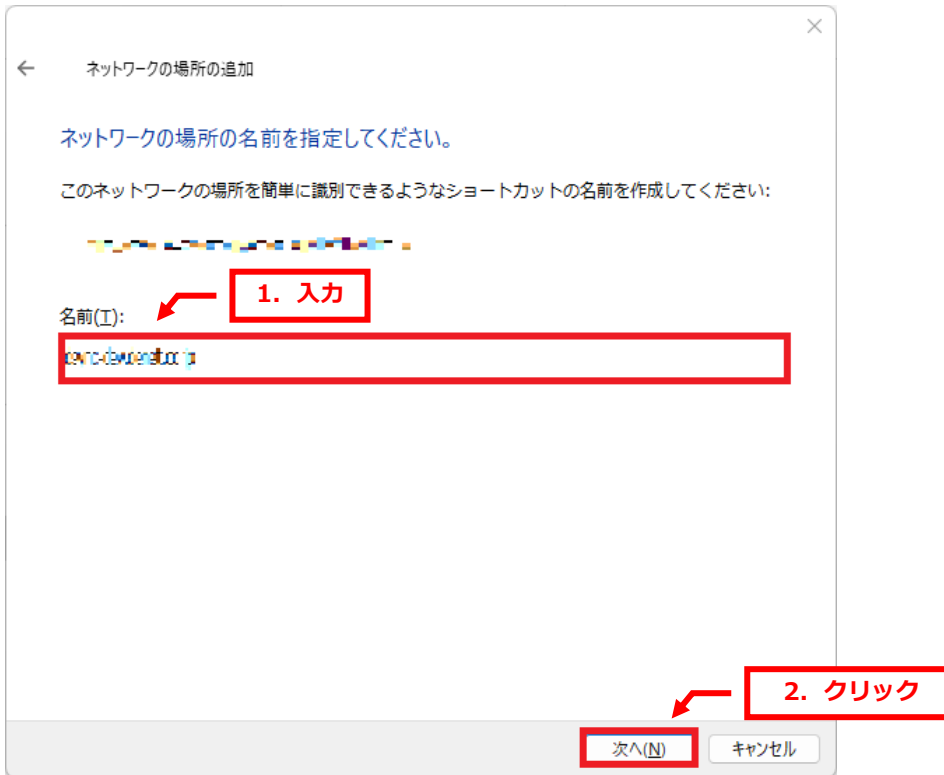 ネットワークの場所の追加
ネットワークの場所の名前を指定してください。
このネットワークの場所を簡単に識別できるようなショートカットの名前を作成してください:
1. 入力
名前(T):
2. クリック
次へ(N)
キャンセル